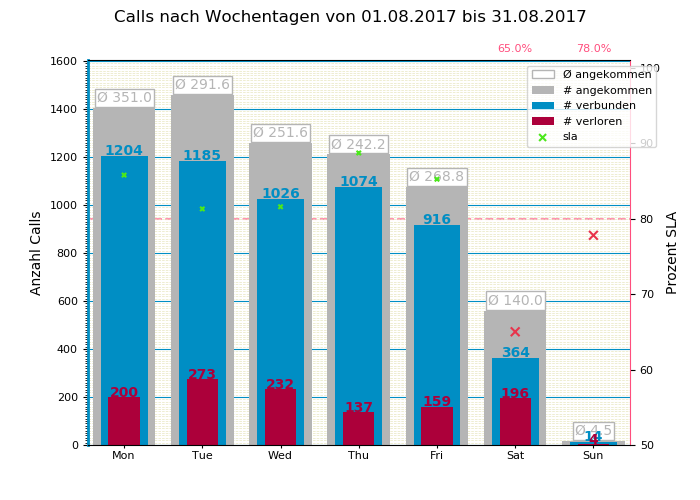 Calls nach Wochentagen von 01.08.2017 bis 31.08.2017
65.0% 78.0%
1600
1400
1200
1000
800
600
400
200
0
Anzahl Calls
Ø 351.0
Ø 291.6
Ø 251.6
Ø 242.2
Ø 268.8
Ø 140.0
Ø 4.5
1204
1185
1026
1074
916
364
14
200
273
232
137
159
196
4
Ø angekommen
# angekommen
# verbunden
# verloren
sla
100
90
80
70
60
50
Prozent SLA
Mon Tue Wed Thu Fri Sat Sun